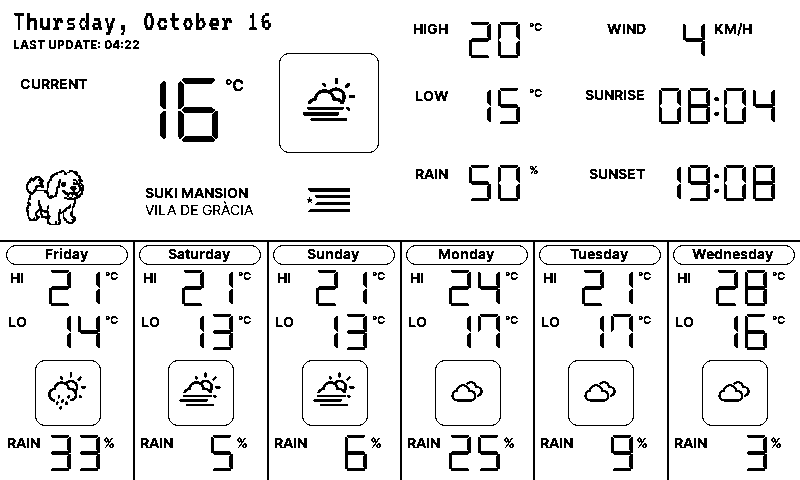 Thursday, October 16
LAST UPDATE: 04:22
CURRENT 16 °C
SUKI MANSION
VILA DE GRÀCIA
HIGH 20 °C
LOW 15 °C
RAIN 50 %
WIND 4 KM/H
SUNRISE 08:04
SUNSET 19:08
Friday
HI 21 °C
LO 14 °C
RAIN 33 %
Saturday
HI 21 °C
LO 13 °C
RAIN 5 %
Sunday
HI 21 °C
LO 13 °C
RAIN 6 %
Monday
HI 24 °C
LO 17 °C
RAIN 25 %
Tuesday
HI 21 °C
LO 17 °C
RAIN 9 %
Wednesday
HI 28 °C
LO 16 °C
RAIN 3 %